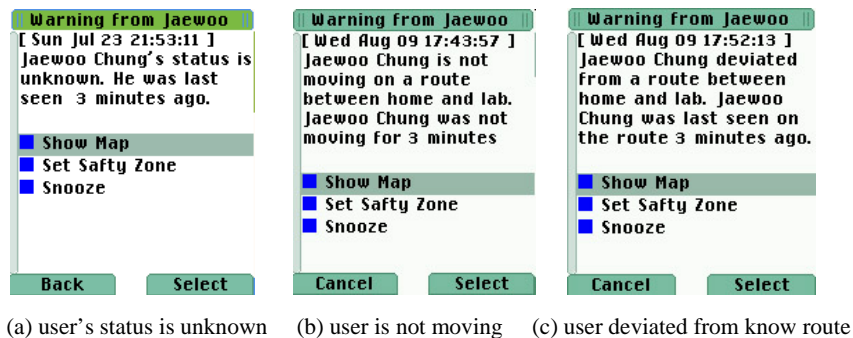 Warning from Jaewoo
[ Sun Jul 23 21:53:11 ]
Jaewoo Chung's status is
unknown. He was last
seen 3 minutes ago.
Show Map
Set Safty Zone
Snooze
Back Select
Warning from Jaewoo
[ Wed Aug 09 17:43:57 ]
Jaewoo Chung is not
moving on a route
between home and lab.
Jaewoo Chung was not
moving for 3 minutes
Show Map
Set Safty Zone
Snooze
Cancel Select
Warning from Jaewoo
[ Wed Aug 09 17:52:13 ]
Jaewoo Chung deviated
from a route between
home and lab. Jaewoo
Chung was last seen on
the route 3 minutes ago.
Show Map
Set Safty Zone
Snooze
Cancel Select
(a) user's status is unknown (b) user is not moving (c) user deviated from know route